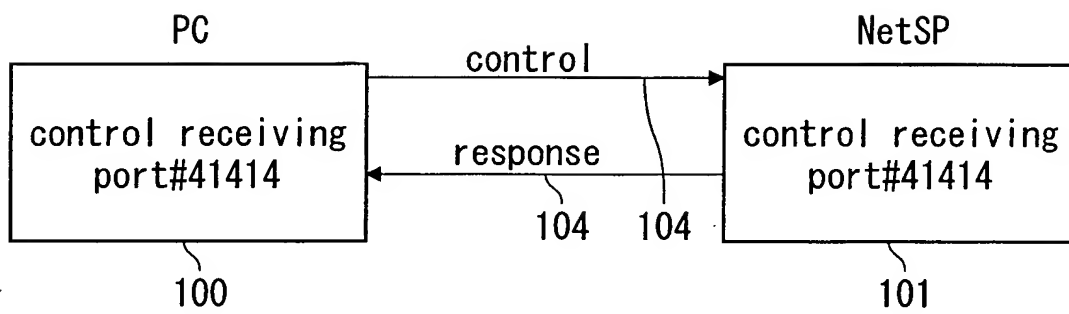 PC
NetSP
control
control receiving
port#41414
control receiving
port#41414
response
104
104
100
101